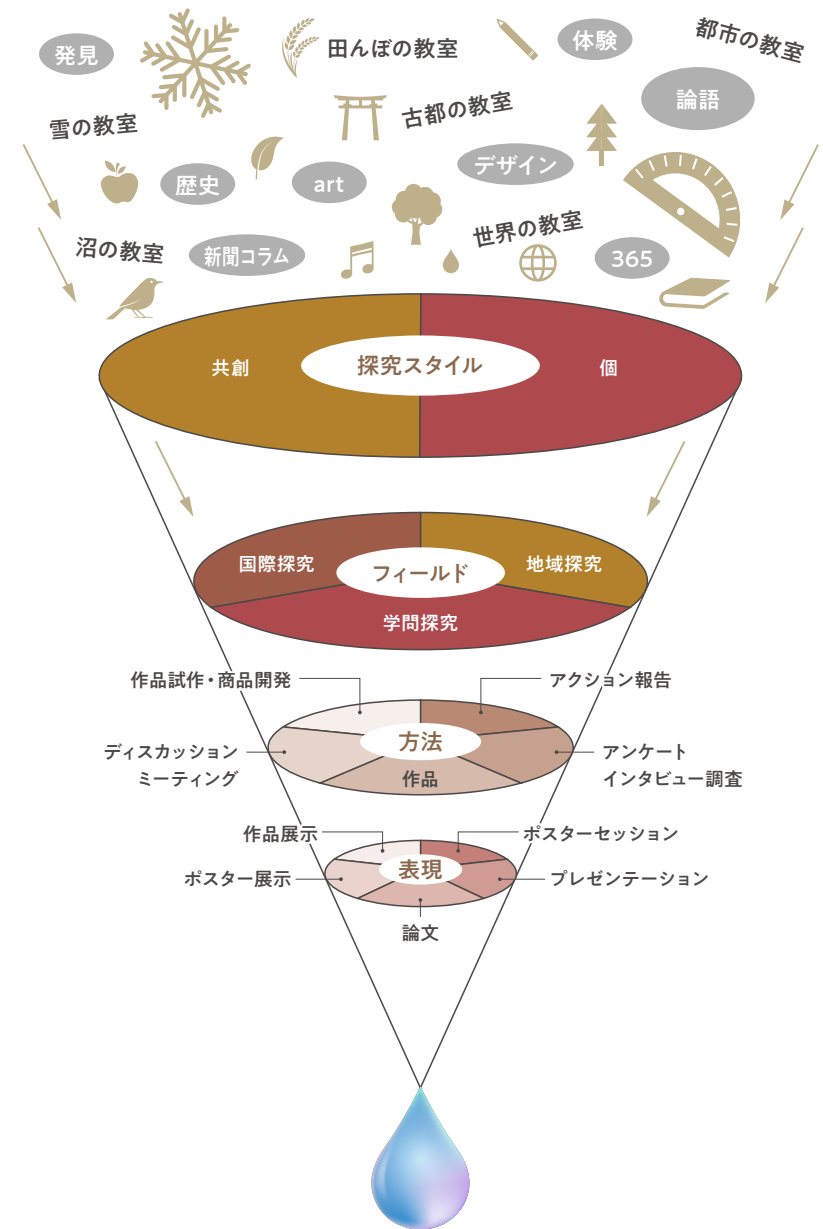 発見
田んぼの教室
体験
都市の教室
雪の教室
古都の教室
論語
歴史
art
デザイン
沼の教室
新聞コラム
世界の教室
365
共創
探究スタイル
個
国際探究
フィールド
地域探究
学問探究
作品試作・商品開発
アクション報告
ディスカッション
ミーティング
方法
作品
アンケート
インタビュー調査
作品展示
ポスターセッション
ポスター展示
表現
プレゼンテーション
論文